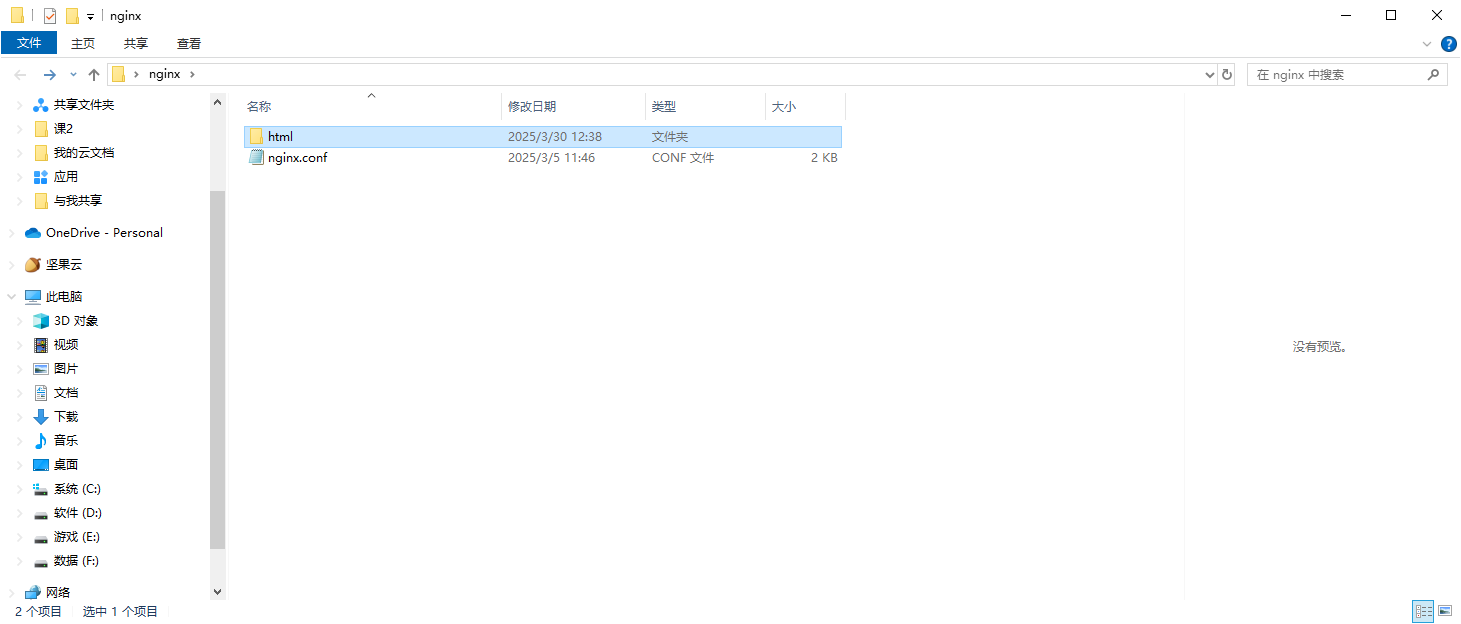 nginx
文件 主页 共享 查看
nginx
在 nginx 中搜索
名称 修改日期 类型 大小
html 2025/3/30 12:38 文件夹
nginx.conf 2025/3/5 11:46 CONF 文件 2 KB
共享文件夹
课2
我的云文档
应用
与我共享
OneDrive - Personal
坚果云
此电脑
3D 对象
视频
图片
文档
下载
音乐
桌面
系统 (C:)
软件 (D:)
游戏 (E:)
数据 (F:)
网络
没有预览。
2 个项目 选中 1 个项目